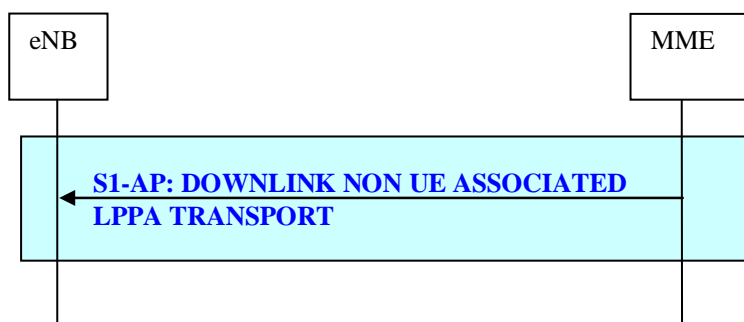 eNB
MME
S1-AP: DOWNLINK NON UE ASSOCIATED
LPPA TRANSPORT